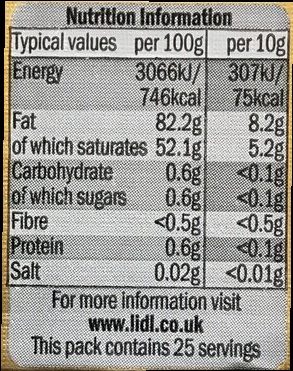 Nutrition Information
Typical values per 100g per 10g
Energy 3066kJ/ 307kJ/
746kcal 75kcal
Fat 82.2g 8.2g
of which saturates 52.1g 5.2g
Carbohydrate 0.6g <0.1g
of which sugars 0.6g <0.1g
Fibre <0.5g <0.5g
Protein 0.6g <0.1g
Salt 0.02g <0.01g
For more information visit
www.lidl.co.uk
This pack contains 25 servings